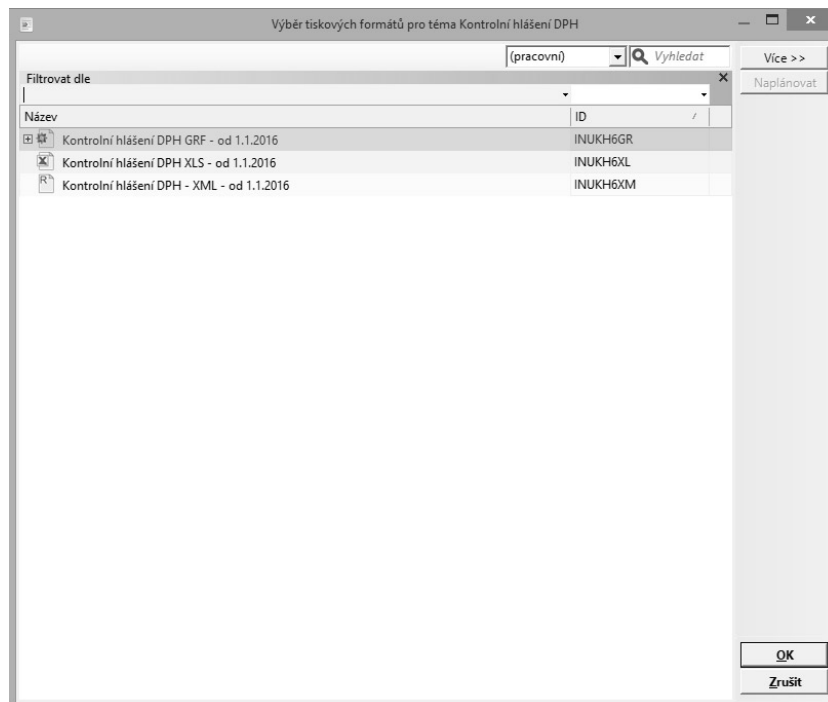 Výběr tiskových formátů pro téma Kontrolní hlášení DPH
(pracovní) Vyhledat
Více >>
Filtrovat dle
Naplánovat
Název ID
Kontrolní hlášení DPH GRF - od 1.1.2016 INUKH6GR
Kontrolní hlášení DPH XLS - od 1.1.2016 INUKH6XL
Kontrolní hlášení DPH - XML - od 1.1.2016 INUKH6XM
OK
Zrušit